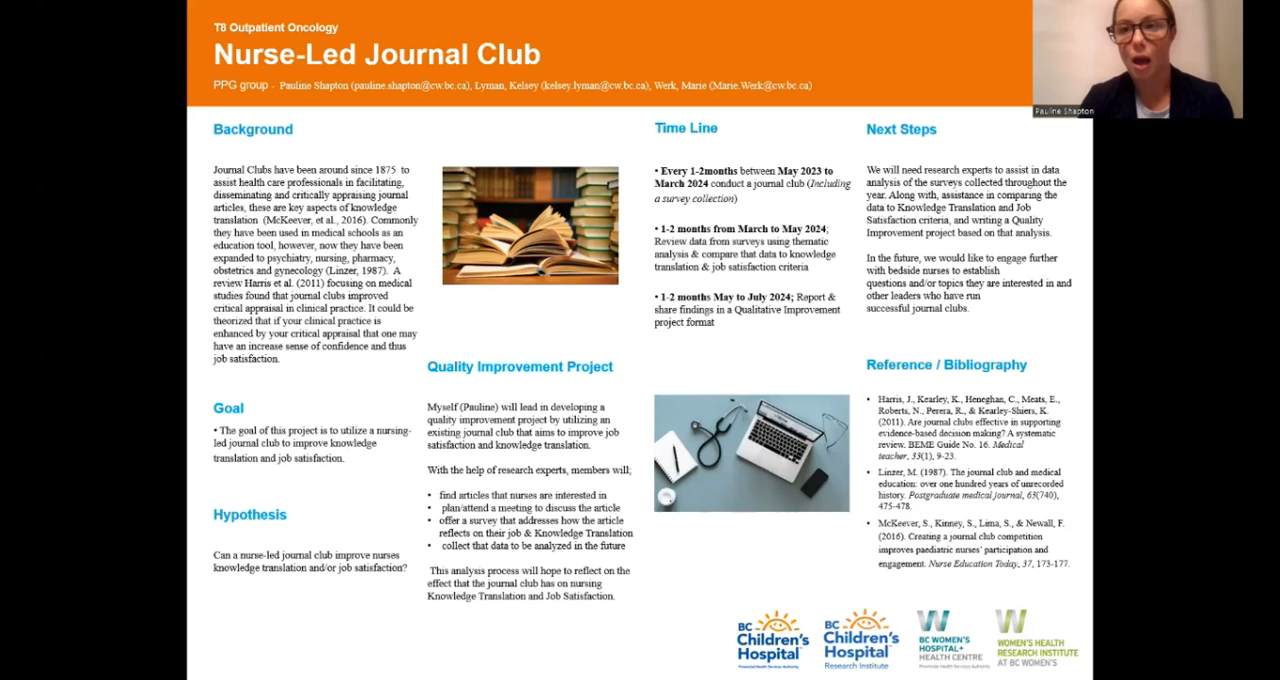 T8 Outpatient Oncology
Nurse-Led Journal Club
PPG group - Pauline Shapton (pauline.shapton@cw.bc.ca), Lyman, Kelsey (kelsey.lyman@cw.bc.ca), Werk, Marie (Marie.Werk@cw.bc.ca)
Pauline Shapton
Background
Journal Clubs have been around since 1875 to
assist health care professionals in facilitating,
disseminating and critically appraising journal
articles, these are key aspects of knowledge
translation (McKeever, et al., 2016). Commonly
they have been used in medical schools as an
education tool, however, now they have been
expanded to psychiatry, nursing, pharmacy,
obstetrics and gynecology (Linzer, 1987). A
review Harris et al. (2011) focusing on medical
studies found that journal clubs improved
critical appraisal in clinical practice. It could be
theorized that if your clinical practice is
enhanced by your critical appraisal that one may
have an increase sense of confidence and thus
job satisfaction.
Goal
• The goal of this project is to utilize a nursing-
led journal club to improve knowledge
translation and job satisfaction.
Hypothesis
Can a nurse-led journal club improve nurses
knowledge translation and/or job satisfaction?
Quality Improvement Project
Myself (Pauline) will lead in developing a
quality improvement project by utilizing an
existing journal club that aims to improve job
satisfaction and knowledge translation.
With the help of research experts, members will;
• find articles that nurses are interested in
• plan/attend a meeting to discuss the article
• offer a survey that addresses how the article
reflects on their job & Knowledge Translation
• collect that data to be analyzed in the future
This analysis process will hope to reflect on the
effect that the journal club has on nursing
Knowledge Translation and Job Satisfaction.
Time Line
• Every 1-2months between May 2023 to
March 2024 conduct a journal club (Including
a survey collection)
• 1-2 months from March to May 2024;
Review data from surveys using thematic
analysis & compare that data to knowledge
translation & job satisfaction criteria
• 1-2 months May to July 2024; Report &
share findings in a Qualitative Improvement
project format
Next Steps
We will need research experts to assist in data
analysis of the surveys collected throughout the
year. Along with, assistance in comparing the
data to Knowledge Translation and Job
Satisfaction criteria, and writing a Quality
Improvement project based on that analysis.
In the future, we would like to engage further
with bedside nurses to establish
questions and/or topics they are interested in and
other leaders who have run
successful journal clubs.
Reference / Bibliography
• Harris, J., Kearley, K., Heneghan, C., Meats, E.,
Roberts, N., Perera, R., & Kearley-Shiers, K.
(2011). Are journal clubs effective in supporting
evidence-based decision making? A systematic
review. BEME Guide No. 16. Medical
teacher, 33(1), 9-23.
• Linzer, M. (1987). The journal club and medical
education: over one hundred years of unrecorded
history. Postgraduate medical journal, 63(740),
475-478.
• McKeever, S., Kinney, S., Lima, S., & Newall, F.
(2016). Creating a journal club competition
improves paediatric nurses' participation and
engagement. Nurse Education Today, 37, 173-177.
BC
Children's
Hospital
Provincial Health Services Authority
BC
Children's
Hospital
Research Institute
W
BC WOMEN'S
HOSPITAL+
HEALTH CENTRE
Provincial Health Services Authority
W
WOMEN'S HEALTH
RESEARCH INSTITUTE
AT BC WOMEN'S